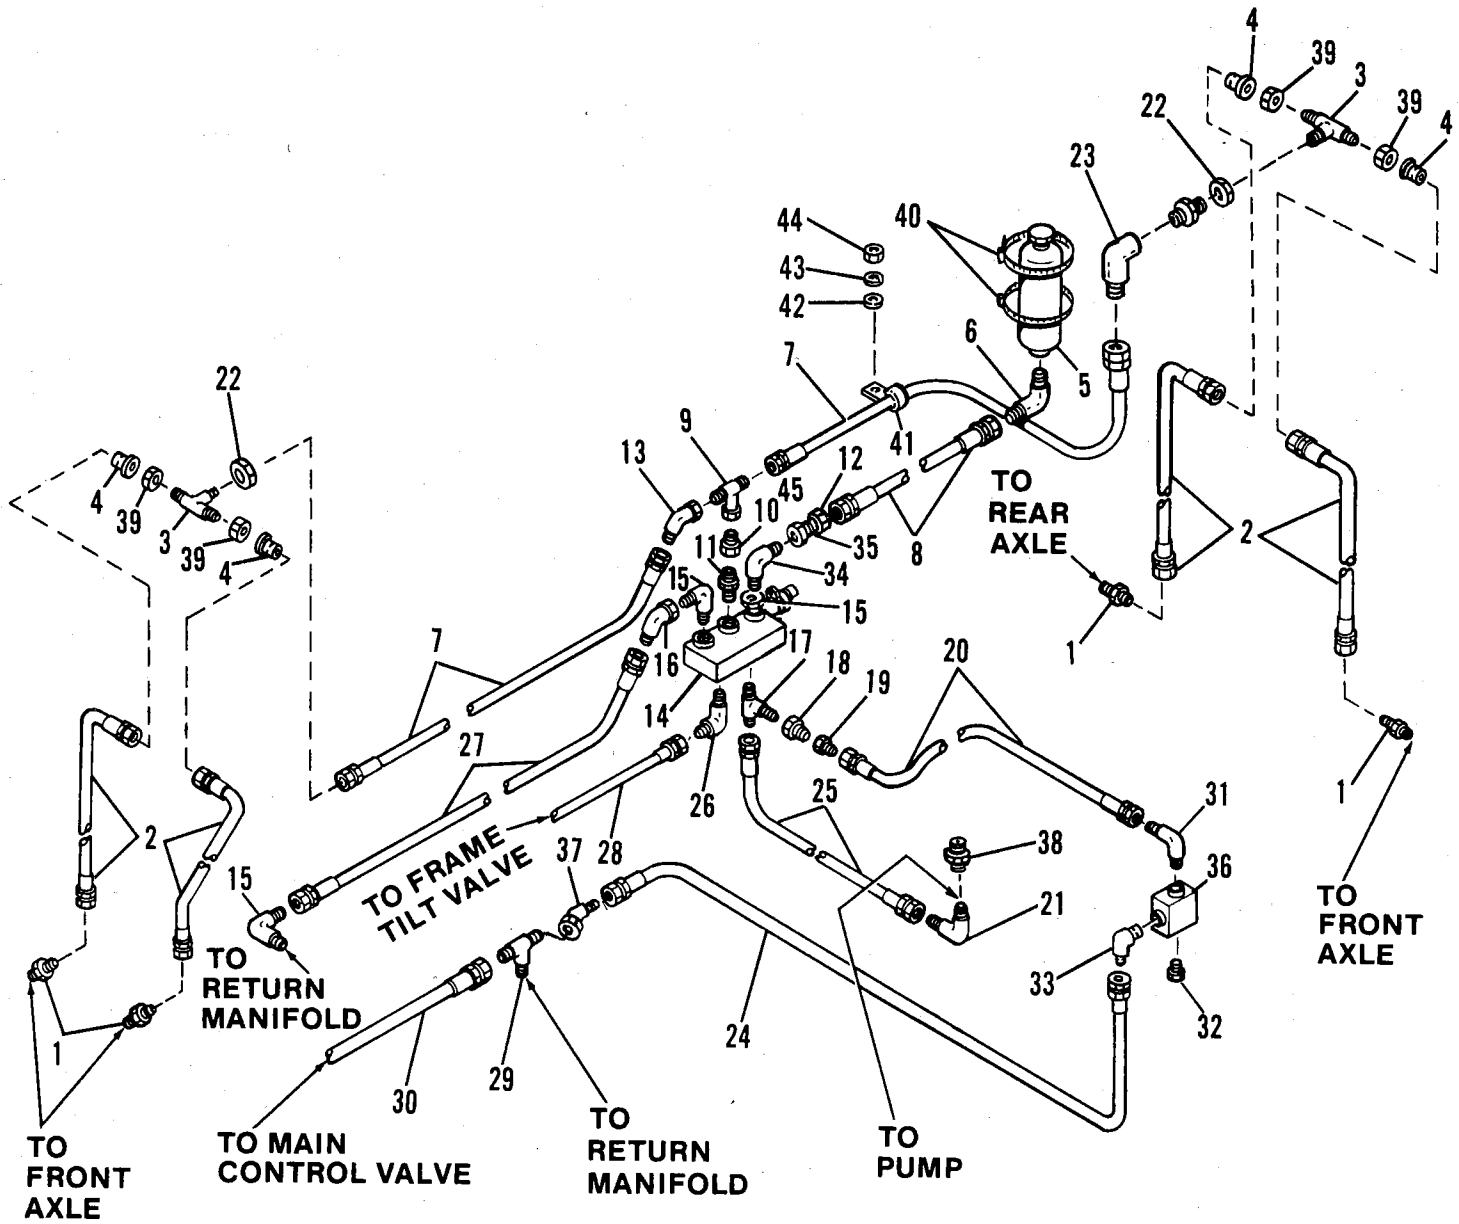 4
39
3
39
4
22
23
44
43
42
40
6
5
7
41
22
9
13
45
12
10
4
39
3
39
4
11
35
8
34
TO
REAR
AXLE
2
15
15
16
17
1
7
14
18
19
20
27
26
25
28
2
1
31
TO FRAME
TILT VALVE
37
38
36
15
21
TO
RETURN
MANIFOLD
TO
FRONT
AXLE
33
32
24
1
29
30
TO
FRONT
AXLE
TO MAIN
CONTROL VALVE
TO
RETURN
MANIFOLD
TO
PUMP